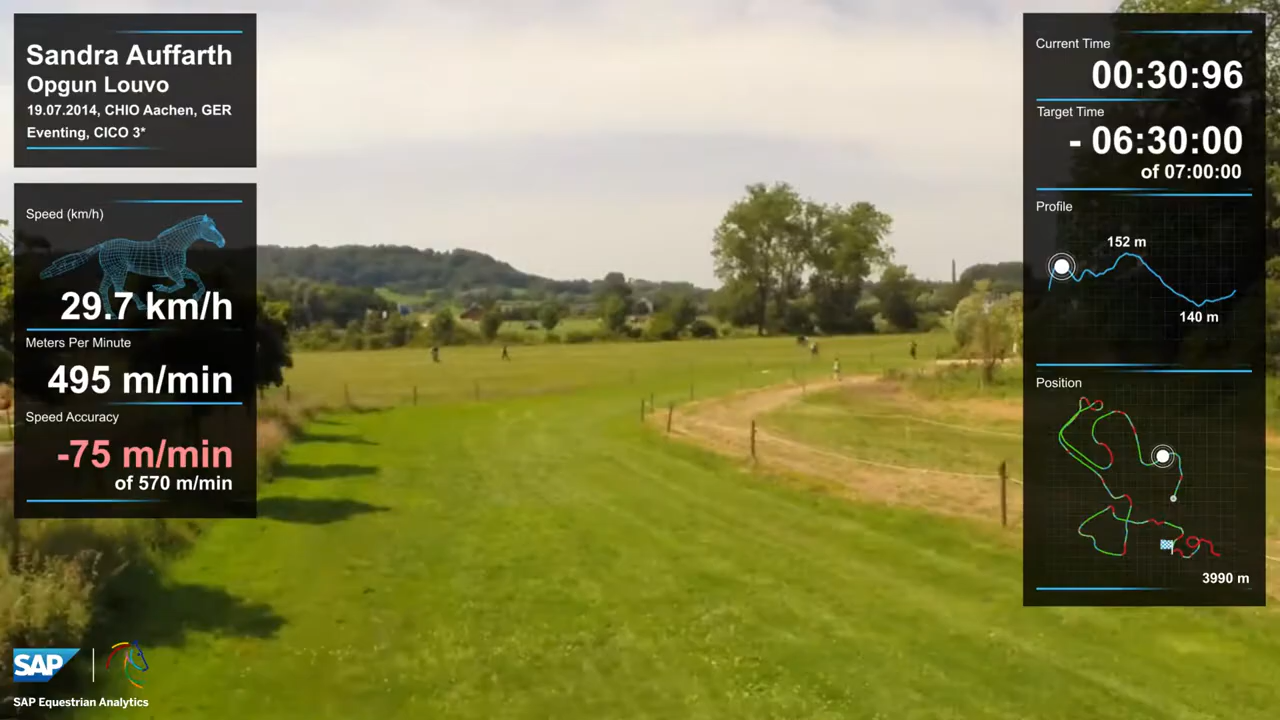 Sandra Auffarth
Opgun Louvo
19.07.2014, CHIO Aachen, GER
Eventing, CICO 3*
Speed (km/h)
29.7 km/h
Meters Per Minute
495 m/min
Speed Accuracy
-75 m/min
of 570 m/min
Current Time
00:30:96
Target Time
- 06:30:00
of 07:00:00
Profile
152 m
140 m
Position
3990 m
SAP
SAP Equestrian Analytics